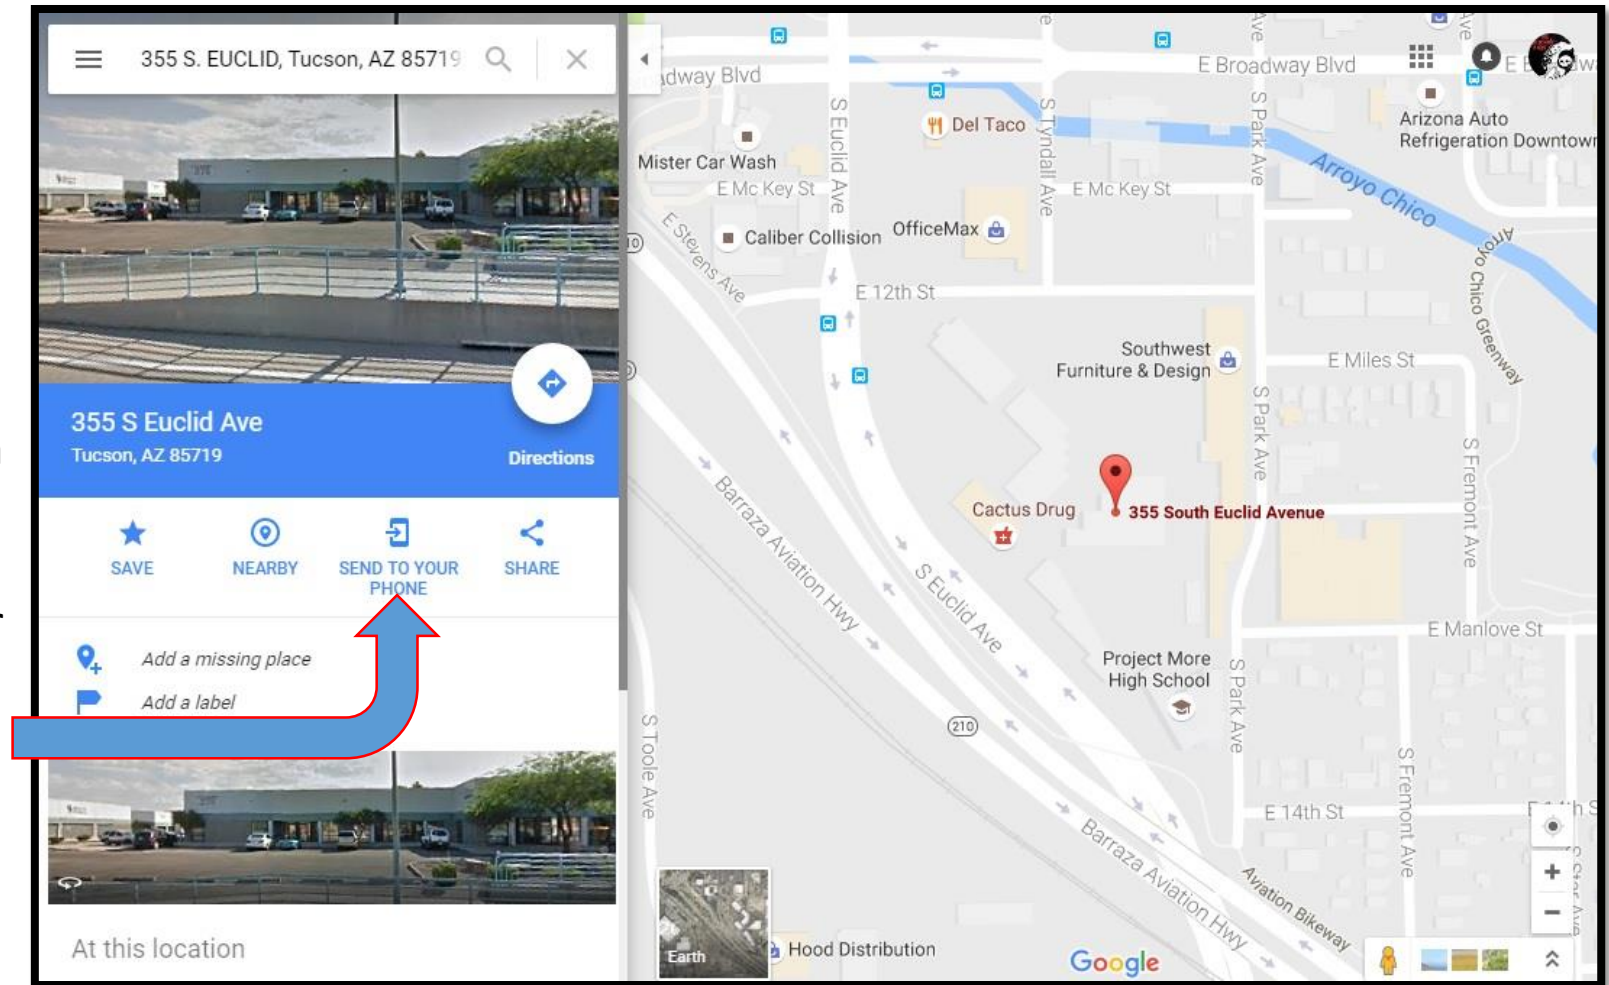 355 S. EUCLID, Tucson, AZ 85719
355 S Euclid Ave
Tucson, AZ 85719
Directions
SAVE
NEARBY
SEND TO YOUR
PHONE
SHARE
Add a missing place
Add a label
At this location
adway Blvd
E Broadway Blvd
S Euclid Ave
Del Taco
S Tyndall Ave
S Park Ave
Arizona Auto
Refrigeration Downtown
Mister Car Wash
E Mc Key St
E Mc Key St
Arroyo Chico
E Stevens Ave
Caliber Collision
OfficeMax
Arroyo Chico Greenway
E 12th St
Southwest
Furniture & Design
E Miles St
S Park Ave
S Fremont Ave
Cactus Drug
355 South Euclid Avenue
Barraza Aviation Hwy
S Euclid Ave
E Manlove St
Project More
High School
S Park Ave
210
S Toole Ave
S Fremont Ave
E 14th St
Barraza Aviation Hwy
Aviation Bikeway
Earth
Hood Distribution
Google